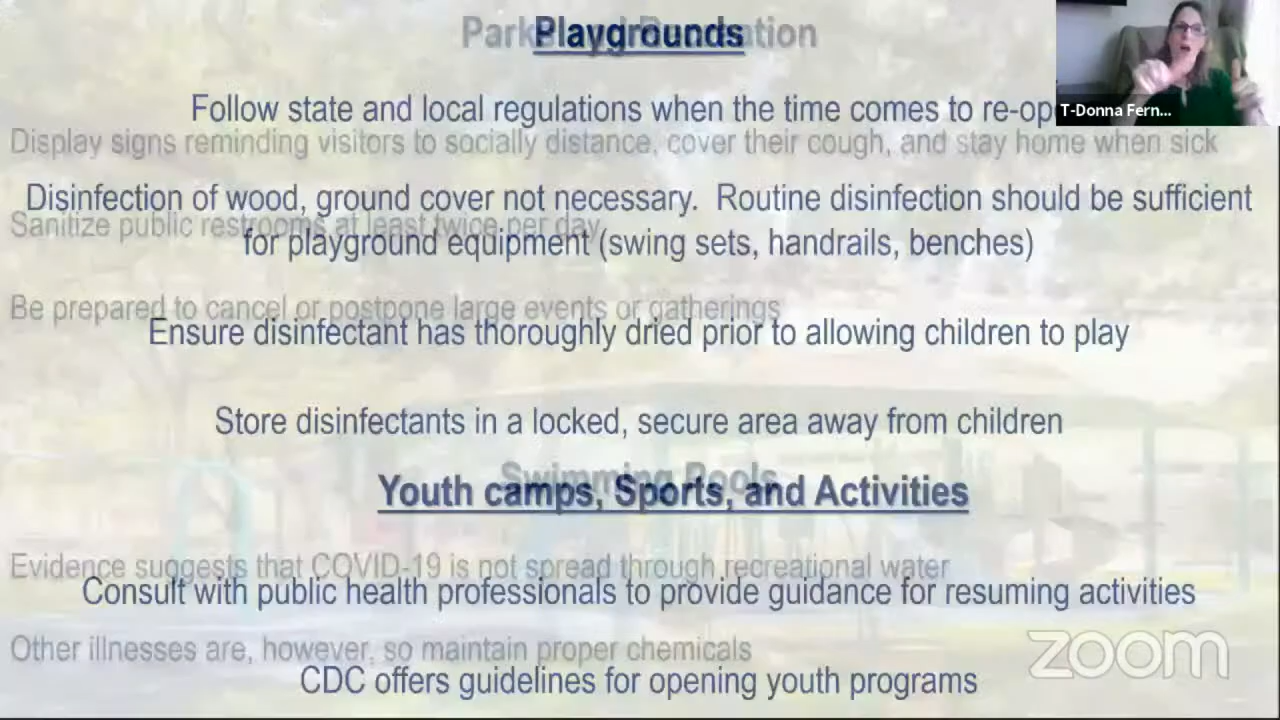 Playgrounds
Follow state and local regulations when the time comes to re-op
Disinfection of wood, ground cover not necessary. Routine disinfection should be sufficient
for playground equipment (swing sets, handrails, benches)
Ensure disinfectant has thoroughly dried prior to allowing children to play
Store disinfectants in a locked, secure area away from children
Youth camps, Sports, and Activities
Consult with public health professionals to provide guidance for resuming activities
CDC offers guidelines for opening youth programs
Display signs reminding visitors to socially distance, cover their cough, and stay home when sick
Sanitize public restrooms at least twice per day
Be prepared to cancel or postpone large events or gatherings
Swimming Pools
Evidence suggests that COVID-19 is not spread through recreational water
Other illnesses are, however, so maintain proper chemicals
T-Donna Fern...
zoom